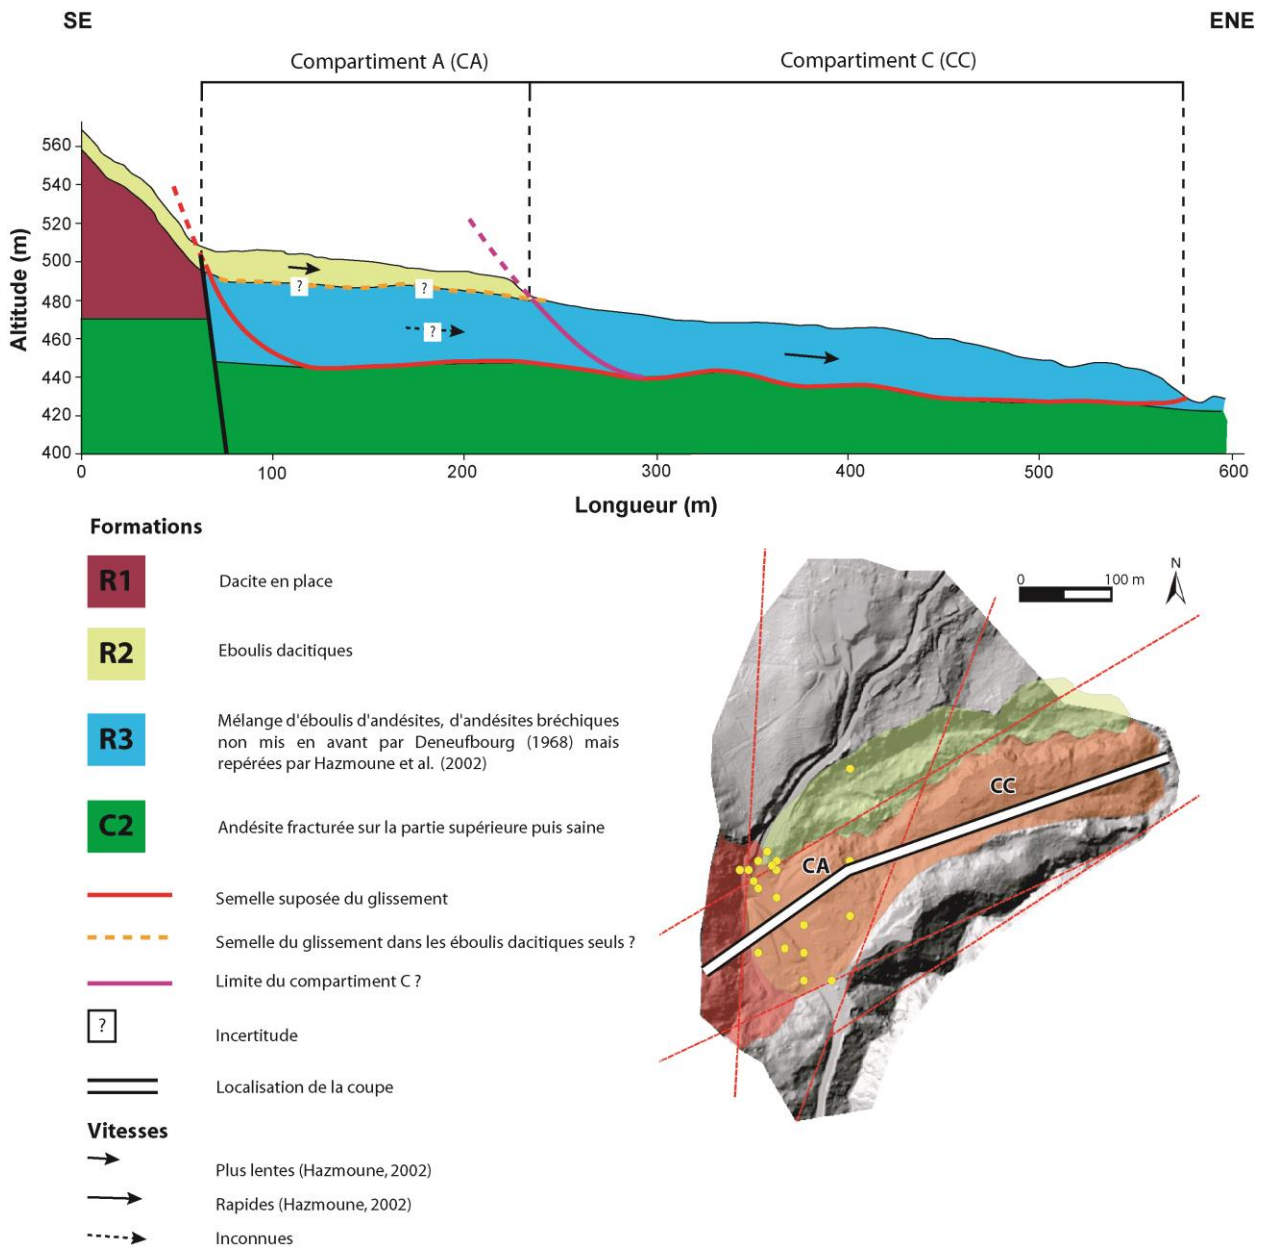 SE
ENE
Compartiment A (CA)
Compartiment C (CC)
Altitude (m)
560
540
520
500
480
460
440
420
400
?
?
?
0
100
200
300
400
500
600
Longueur (m)
Formations
R1
Dacite en place
R2
Eboulis dacitiques
R3
Mélange d'éboulis d'andésites, d'andésites bréchiques
non mis en avant par Deneufbourg (1968) mais
repérées par Hazmoune et al. (2002)
C2
Andésite fracturée sur la partie supérieure puis saine
Semelle suposée du glissement
Semelle du glissement dans les éboulis dacitiques seuls ?
Limite du compartiment C ?
?
Incertitude
Localisation de la coupe
Vitesses
Plus lentes (Hazmoune, 2002)
Rapides (Hazmoune, 2002)
Inconnues
0
100 m
N
CC
CA